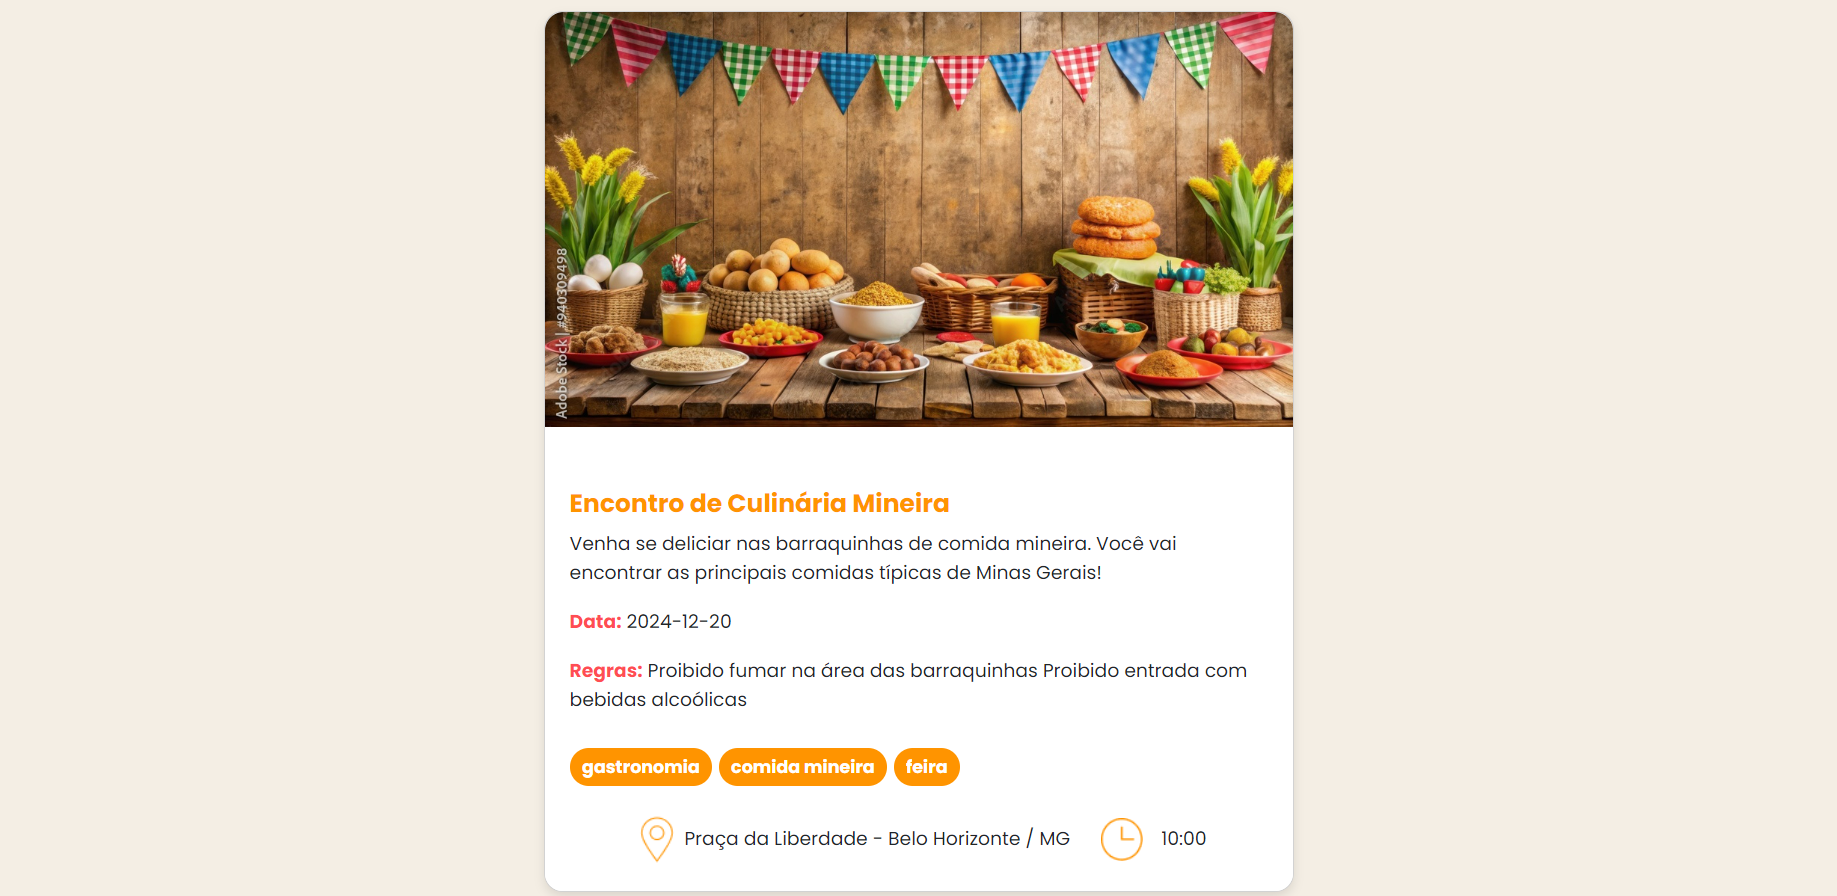 Adobe Stock | #940309498
Encontro de Culinária Mineira
Venha se deliciar nas barraquinhas de comida mineira. Você vai
encontrar as principais comidas típicas de Minas Gerais!
Data: 2024-12-20
Regras: Proibido fumar na área das barraquinhas Proibido entrada com
bebidas alcoólicas
gastronomia comida mineira feira
Praça da Liberdade - Belo Horizonte / MG 10:00